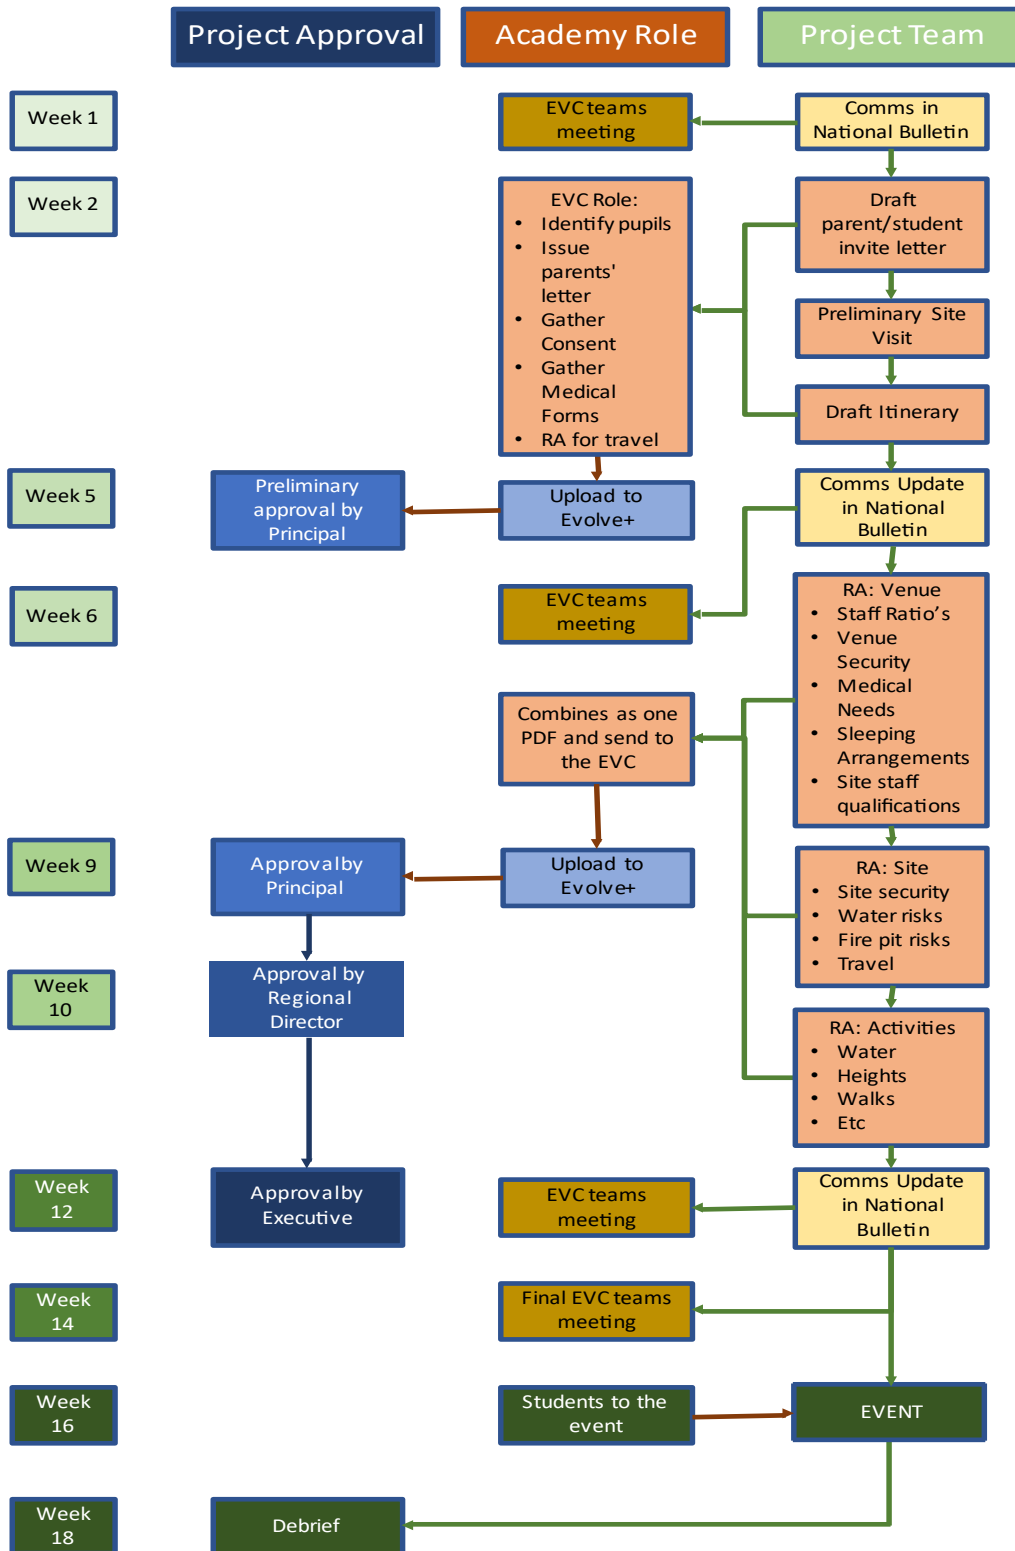 Project Approval
Academy Role
Project Team
Week 1
EVC teams
meeting
Comms in
National Bulletin
Week 2
EVC Role:
• Identify pupils
• Issue
parents'
letter
• Gather
Consent
• Gather
Medical
Forms
• RA for travel
Draft
parent/student
invite letter
Preliminary Site
Visit
Draft Itinerary
Week 5
Preliminary
approval by
Principal
Upload to
Evolve+
Comms Update
in National
Bulletin
Week 6
EVC teams
meeting
RA: Venue
• Staff Ratio's
• Venue
Security
• Medical
Needs
• Sleeping
Arrangements
• Site staff
qualifications
Combines as one
PDF and send to
the EVC
Week 9
Approval by
Principal
Upload to
Evolve+
RA: Site
• Site security
• Water risks
• Fire pit risks
• Travel
Week
10
Approval by
Regional
Director
RA: Activities
• Water
• Heights
• Walks
• Etc
Week
12
Approval by
Executive
EVC teams
meeting
Comms Update
in National
Bulletin
Week
14
Final EVC teams
meeting
Week
16
Students to the
event
EVENT
Week
18
Debrief